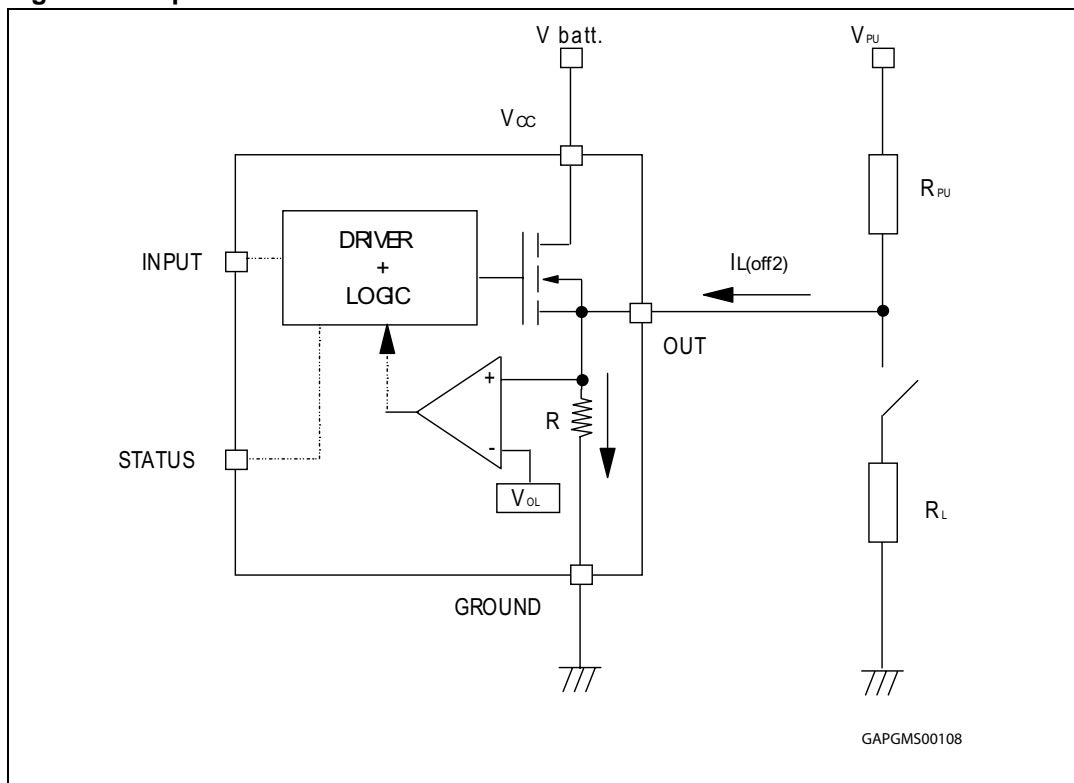 V batt.
VPU
VCC
RPU
INPUT
DRIVER
+
LOGIC
IL(off2)
OUT
+
R
-
STATUS
VOL
RL
GROUND
GAPGMS00108